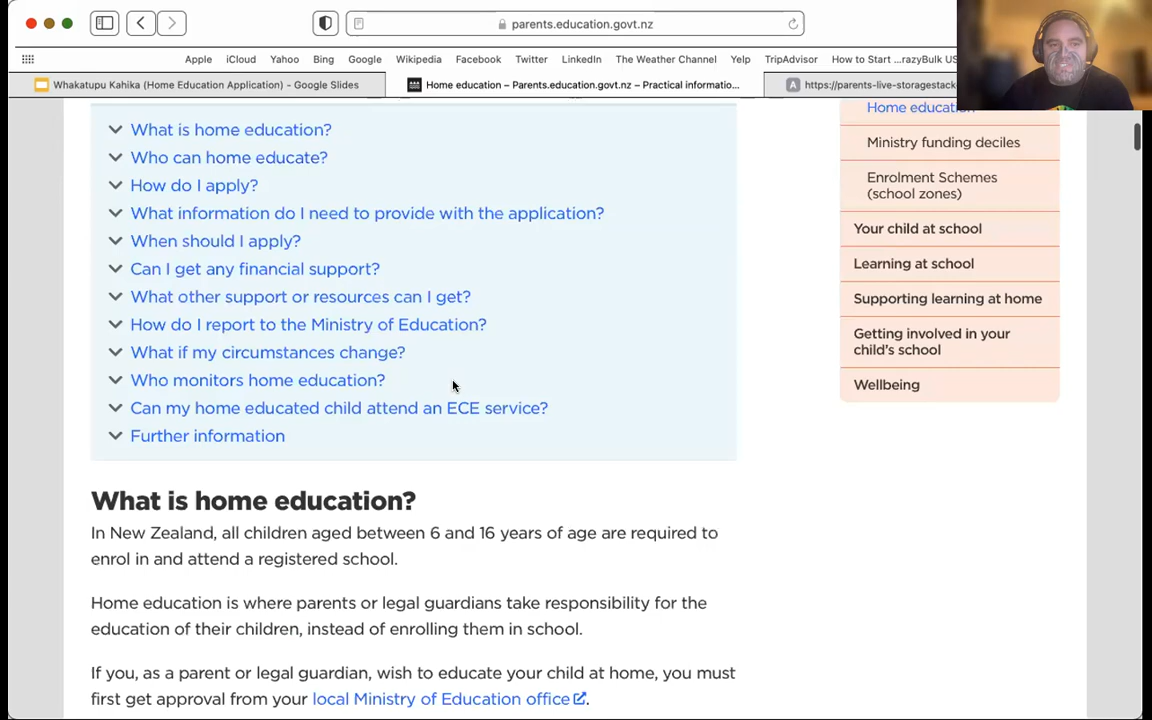 parents.education.govt.nz
Apple iCloud Yahoo Bing Google Wikipedia Facebook Twitter LinkedIn The Weather Channel Yelp TripAdvisor How to Start ...razyBulk US
Whakatupu Kahika (Home Education Application) - Google Slides
Home education – Parents.education.govt.nz – Practical informatio...
A https://parents-live-storagestack
What is home education?
Who can home educate?
How do I apply?
What information do I need to provide with the application?
When should I apply?
Can I get any financial support?
What other support or resources can I get?
How do I report to the Ministry of Education?
What if my circumstances change?
Who monitors home education?
Can my home educated child attend an ECE service?
Further information
Home education
Ministry funding deciles
Enrolment Schemes
(school zones)
Your child at school
Learning at school
Supporting learning at home
Getting involved in your
child's school
Wellbeing
What is home education?
In New Zealand, all children aged between 6 and 16 years of age are required to
enrol in and attend a registered school.
Home education is where parents or legal guardians take responsibility for the
education of their children, instead of enrolling them in school.
If you, as a parent or legal guardian, wish to educate your child at home, you must
first get approval from your local Ministry of Education office.